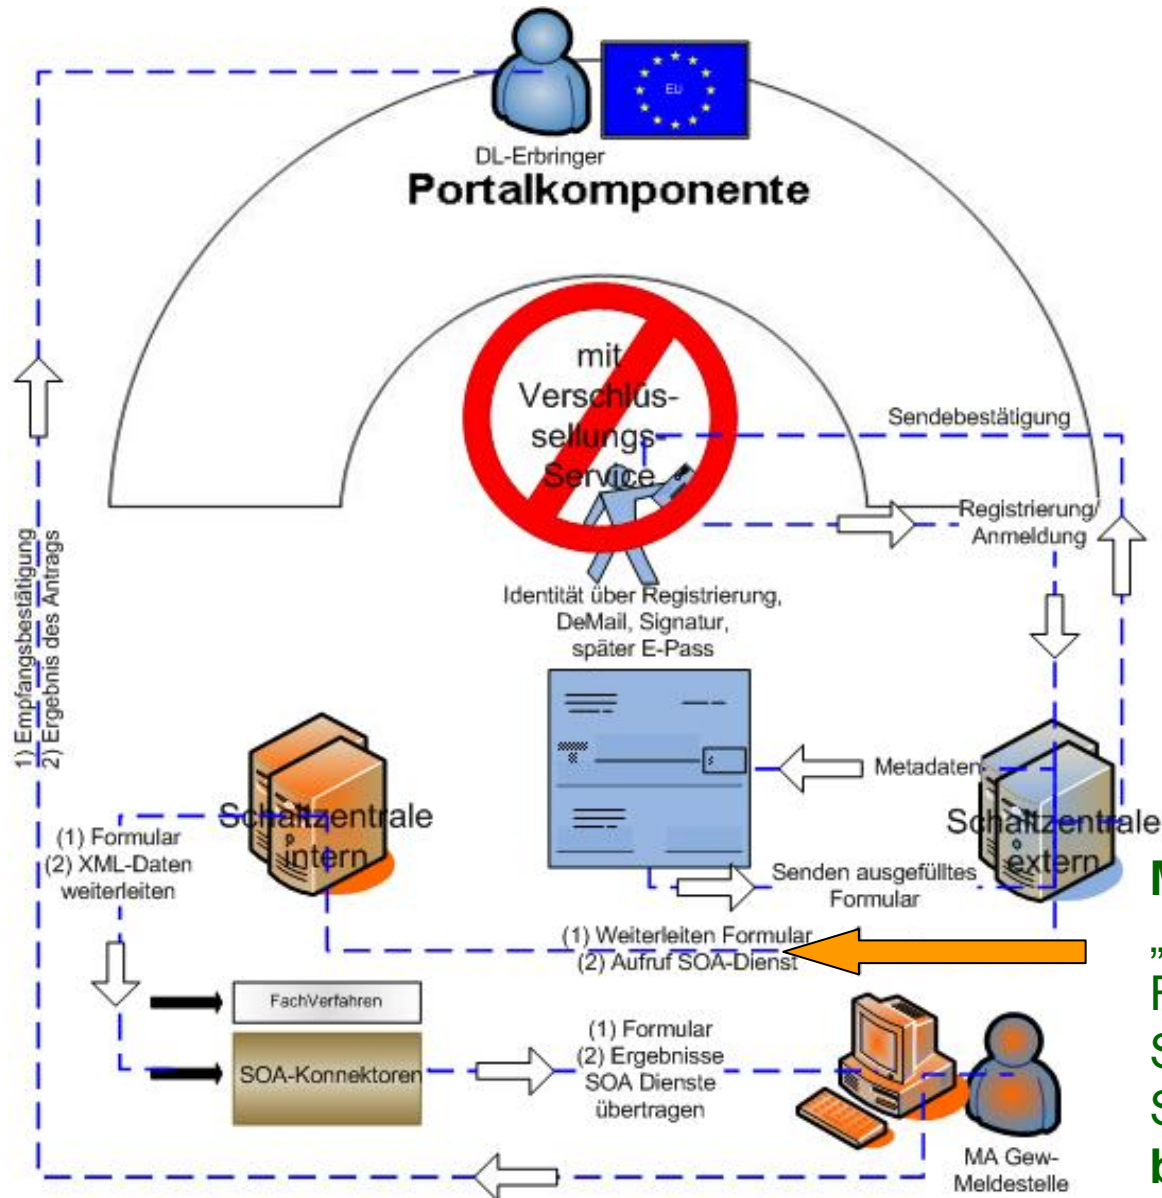 EU
DL-Erbringer
Portalkomponente
mit
Verschlüs-
sellungs-
Service
Sendebestätigung
Registrierung/
Anmeldung
Identität über Registrierung,
DeMail, Signatur,
später E-Pass
1) Empfangsbestätigung
2) Ergebnis des Antrags
Metadaten
Schaltzentrale
intern
Schaltzentrale
extern
(1) Formular
(2) XML-Daten
weiterleiten
Senden ausgefülltes
Formular
(1) Weiterleiten Formular
(2) Aufruf SOA-Dienst
FachVerfahren
SOA-Konnektoren
(1) Formular
(2) Ergebnisse
SOA Dienste
übertragen
MA Gew-
Meldestelle